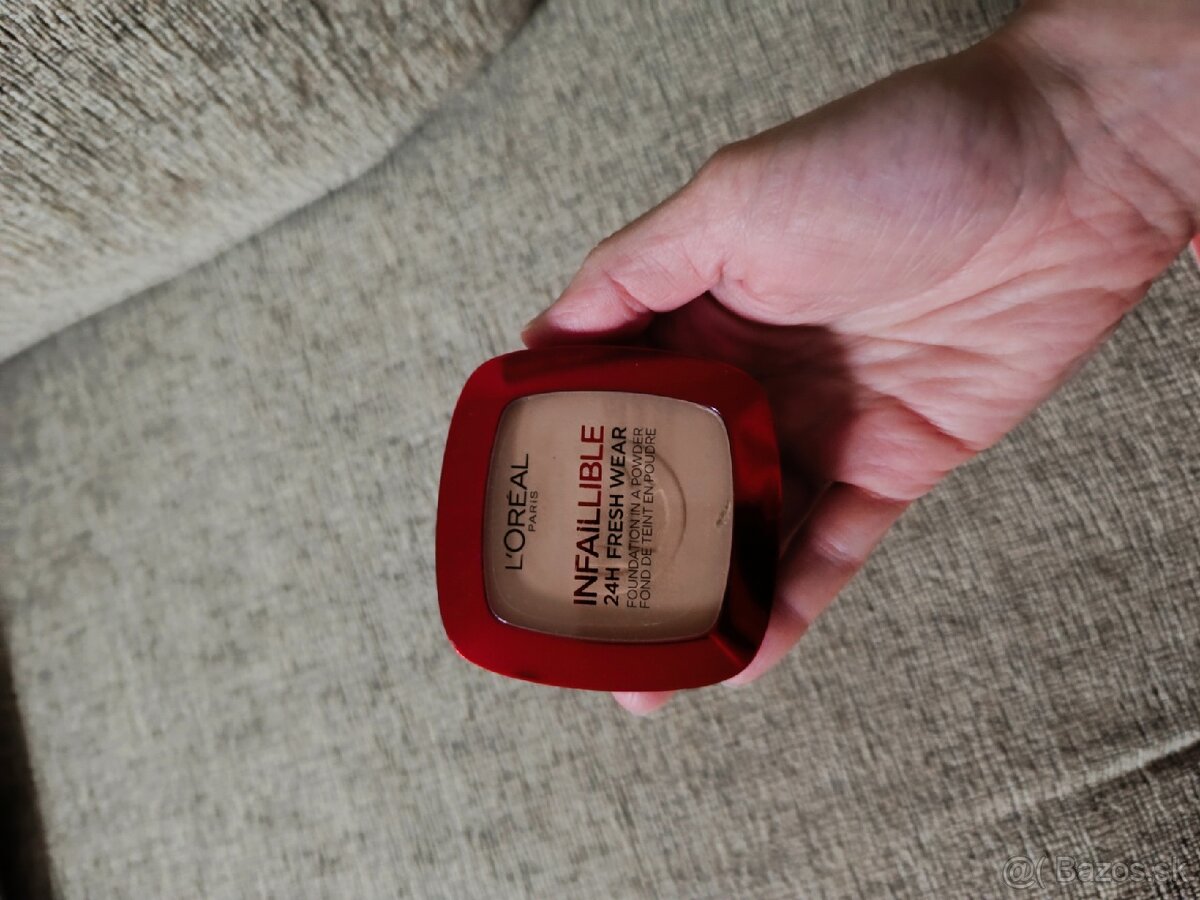 L'ORÉAL
PARIS
INFAILLIBLE
24H FRESH WEAR
FOUNDATION IN A POWDER
FOND DE TEINT EN POUDRE
@( Bazos.sk